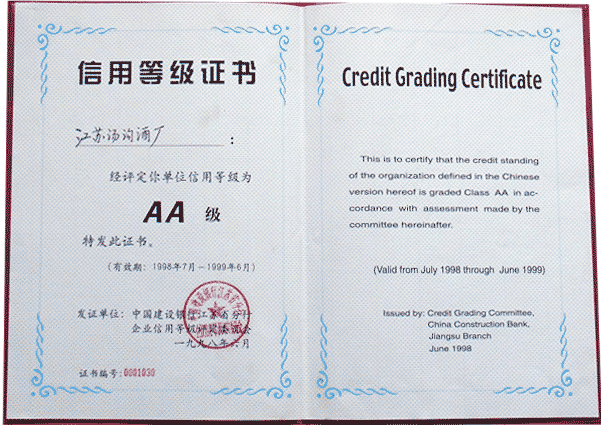 信用等级证书
江苏汤沟酒厂：
经评定你单位信用等级为
AA 级
特发此证书。
(有效期：1998年7月－1999年6月)
发证单位：中国建设银行江苏省分行
企业信用等级评定委员会
一九九八年六月
证书编号：0001030
Credit Grading Certificate
This is to certify that the credit standing
of the organization defined in the Chinese
version hereof is graded Class AA in ac-
cordance with assessment made by the
committee hereinafter.
(Valid from July 1998 through June 1999)
Issued by: Credit Grading Committee,
China Construction Bank,
Jiangsu Branch
June 1998